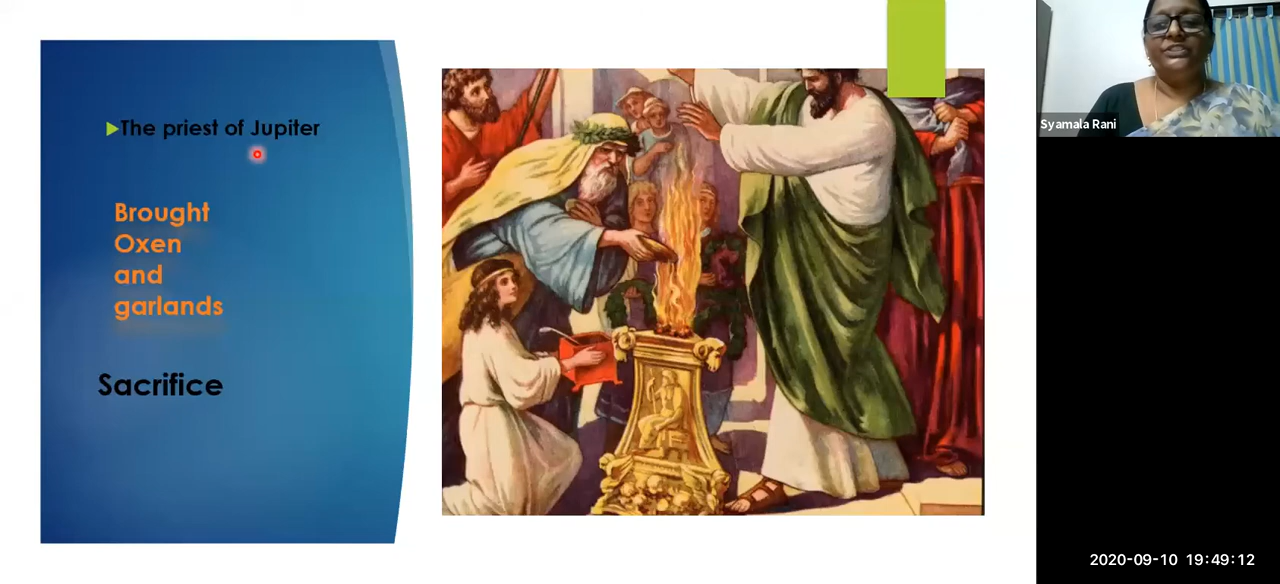 The priest of Jupiter
Brought
Oxen
and
garlands
Sacrifice
Syamala Rani
2020-09-10 19:49:12